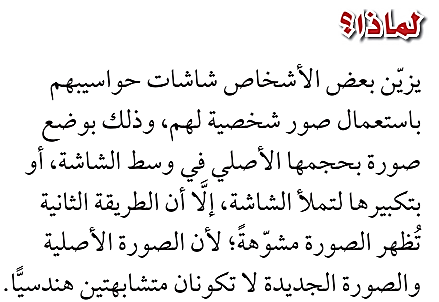 لماذا؟
يزيّن بعض الأشخاص شاشات حواسيبهم
باستعمال صور شخصية لهم، وذلك بوضع
صورة بحجمها الأصلي في وسط الشاشة، أو
بتكبيرها لتملأ الشاشة، إلَّا أن الطريقة الثانية
تُظهر الصورة مشوّهةً؛ لأن الصورة الأصلية
والصورة الجديدة لا تكونان متشابهتين هندسيًّا.